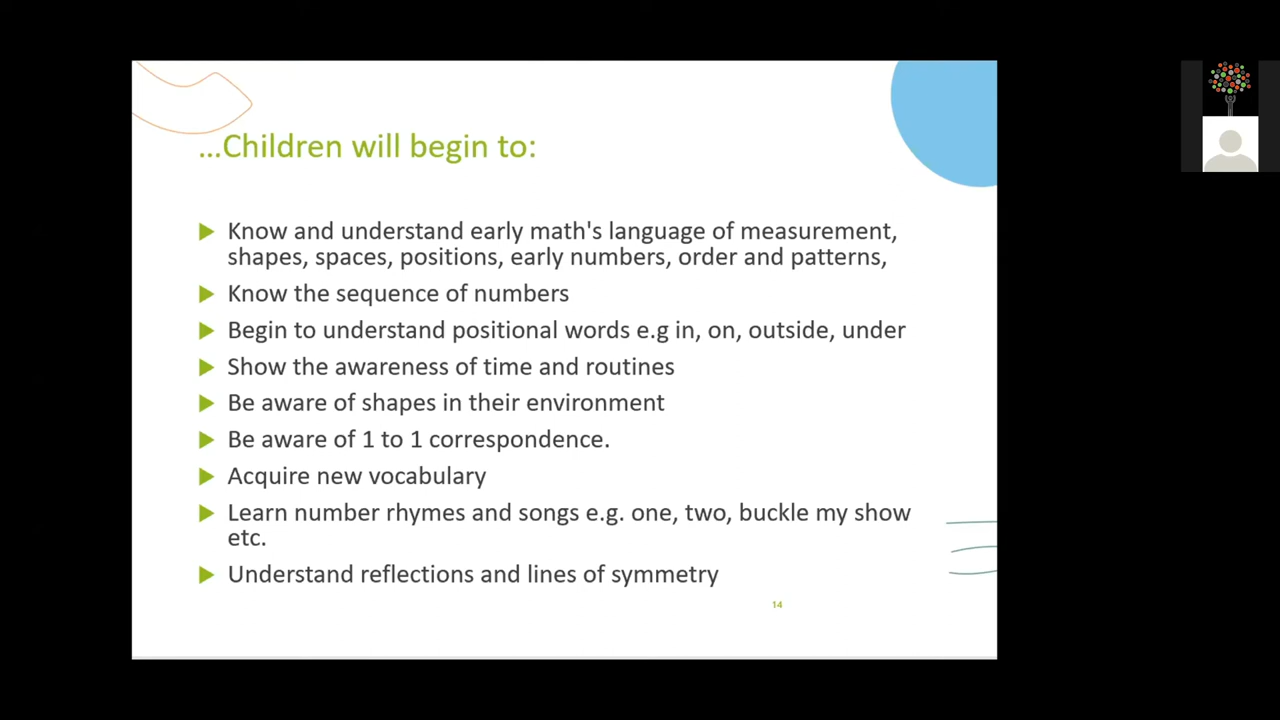 ...Children will begin to:
Know and understand early math's language of measurement,
shapes, spaces, positions, early numbers, order and patterns,
Know the sequence of numbers
Begin to understand positional words e.g in, on, outside, under
Show the awareness of time and routines
Be aware of shapes in their environment
Be aware of 1 to 1 correspondence.
Acquire new vocabulary
Learn number rhymes and songs e.g. one, two, buckle my show
etc.
Understand reflections and lines of symmetry
14